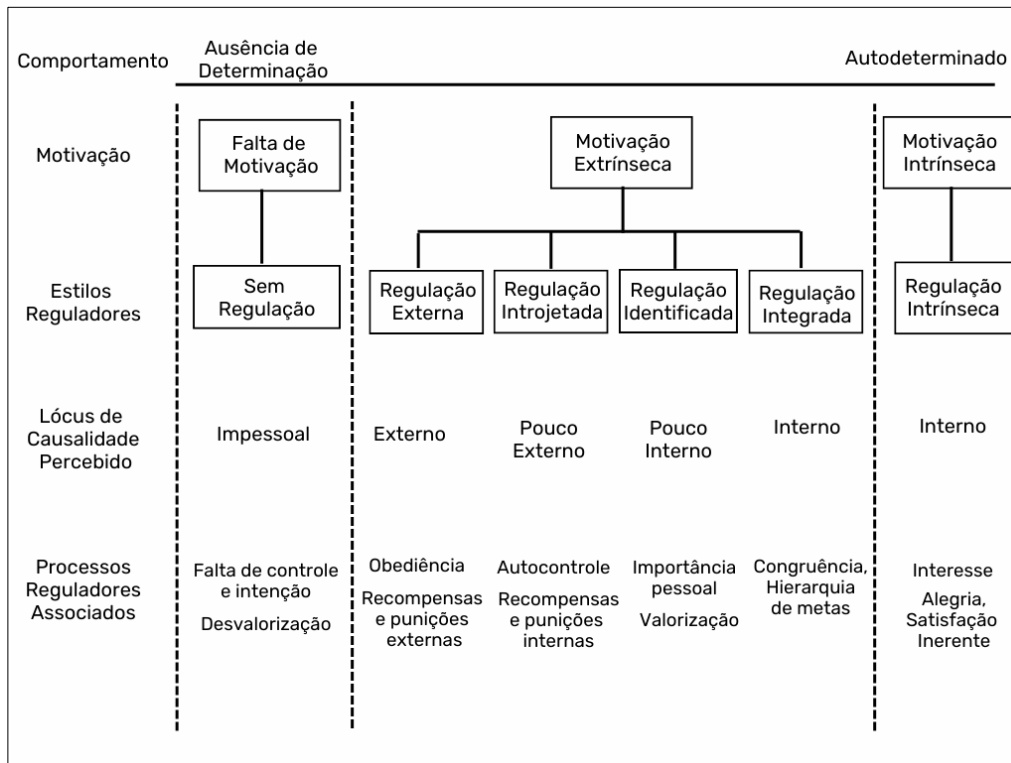 Comportamento
Ausência de
Determinação
Autodeterminado
Motivação
Falta de
Motivação
Motivação
Extrínseca
Motivação
Intrínseca
Estilos
Reguladores
Sem
Regulação
Regulação
Externa
Regulação
Introjetada
Regulação
Identificada
Regulação
Integrada
Regulação
Intrínseca
Lócus de
Causalidade
Percebido
Impessoal
Externo
Pouco
Externo
Pouco
Interno
Interno
Interno
Processos
Reguladores
Associados
Falta de controle
e intenção
Desvalorização
Obediência
Recompensas
e punições
externas
Autocontrole
Recompensas
e punições
internas
Importância
pessoal
Valorização
Congruência,
Hierarquia
de metas
Interesse
Alegria,
Satisfação
Inerente